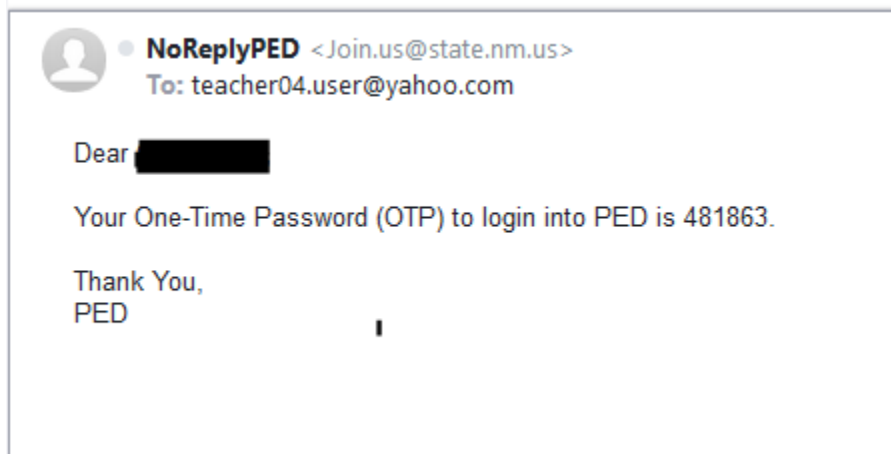 NoReplyPED <Join.us@state.nm.us>
To: teacher04.user@yahoo.com
Dear
Your One-Time Password (OTP) to login into PED is 481863.
Thank You,
PED